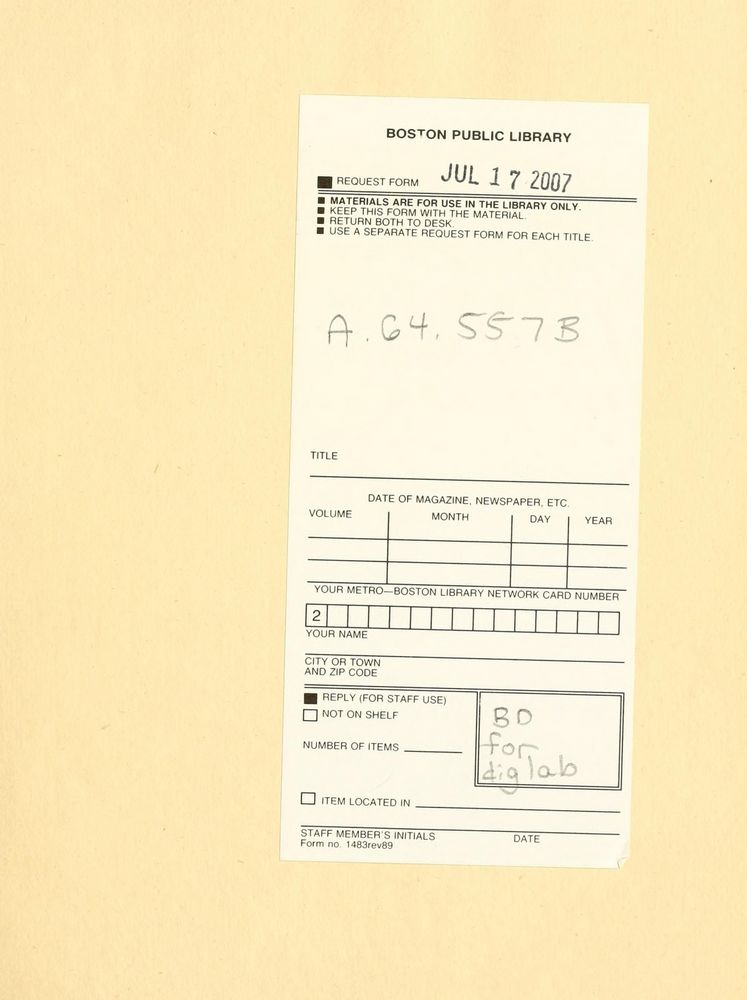 BOSTON PUBLIC LIBRARY
REQUEST FORM JUL 17 2007
MATERIALS ARE FOR USE IN THE LIBRARY ONLY.
KEEP THIS FORM WITH THE MATERIAL.
RETURN BOTH TO DESK.
USE A SEPARATE REQUEST FORM FOR EACH TITLE.
A.64.557B
TITLE
DATE OF MAGAZINE, NEWSPAPER, ETC.
VOLUME MONTH DAY YEAR
YOUR METRO—BOSTON LIBRARY NETWORK CARD NUMBER
2
YOUR NAME
CITY OR TOWN
AND ZIP CODE
REPLY (FOR STAFF USE)
NOT ON SHELF
NUMBER OF ITEMS
BD
for
dig lab
ITEM LOCATED IN
STAFF MEMBER'S INITIALS DATE
Form no. 1483rev89